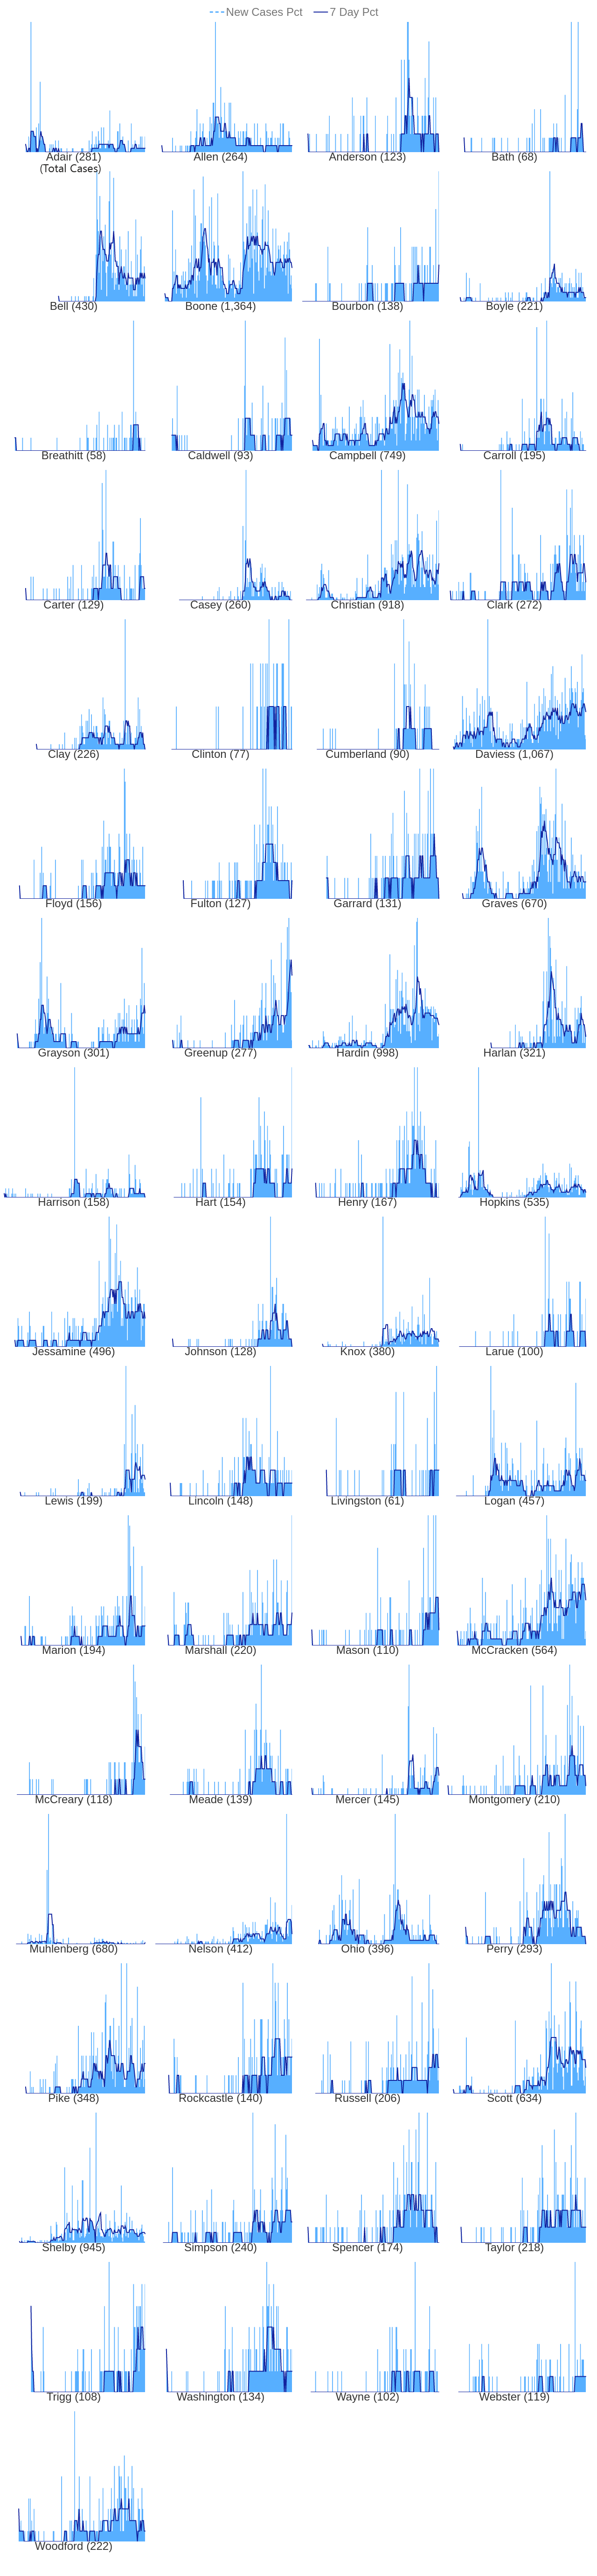 New Cases Pct 7 Day Pct
Adair (281) Allen (264) Anderson (123) Bath (68)
(Total Cases)
Bell (430) Boone (1,364) Bourbon (138) Boyle (221)
Breathitt (58) Caldwell (93) Campbell (749) Carroll (195)
Carter (129) Casey (260) Christian (918) Clark (272)
Clay (226) Clinton (77) Cumberland (90) Daviess (1,067)
Floyd (156) Fulton (127) Garrard (131) Graves (670)
Grayson (301) Greenup (277) Hardin (998) Harlan (321)
Harrison (158) Hart (154) Henry (167) Hopkins (535)
Jessamine (496) Johnson (128) Knox (380) Larue (100)
Lewis (199) Lincoln (148) Livingston (61) Logan (457)
Marion (194) Marshall (220) Mason (110) McCracken (564)
McCreary (118) Meade (139) Mercer (145) Montgomery (210)
Muhlenberg (680) Nelson (412) Ohio (396) Perry (293)
Pike (348) Rockcastle (140) Russell (206) Scott (634)
Shelby (945) Simpson (240) Spencer (174) Taylor (218)
Trigg (108) Washington (134) Wayne (102) Webster (119)
Woodford (222)